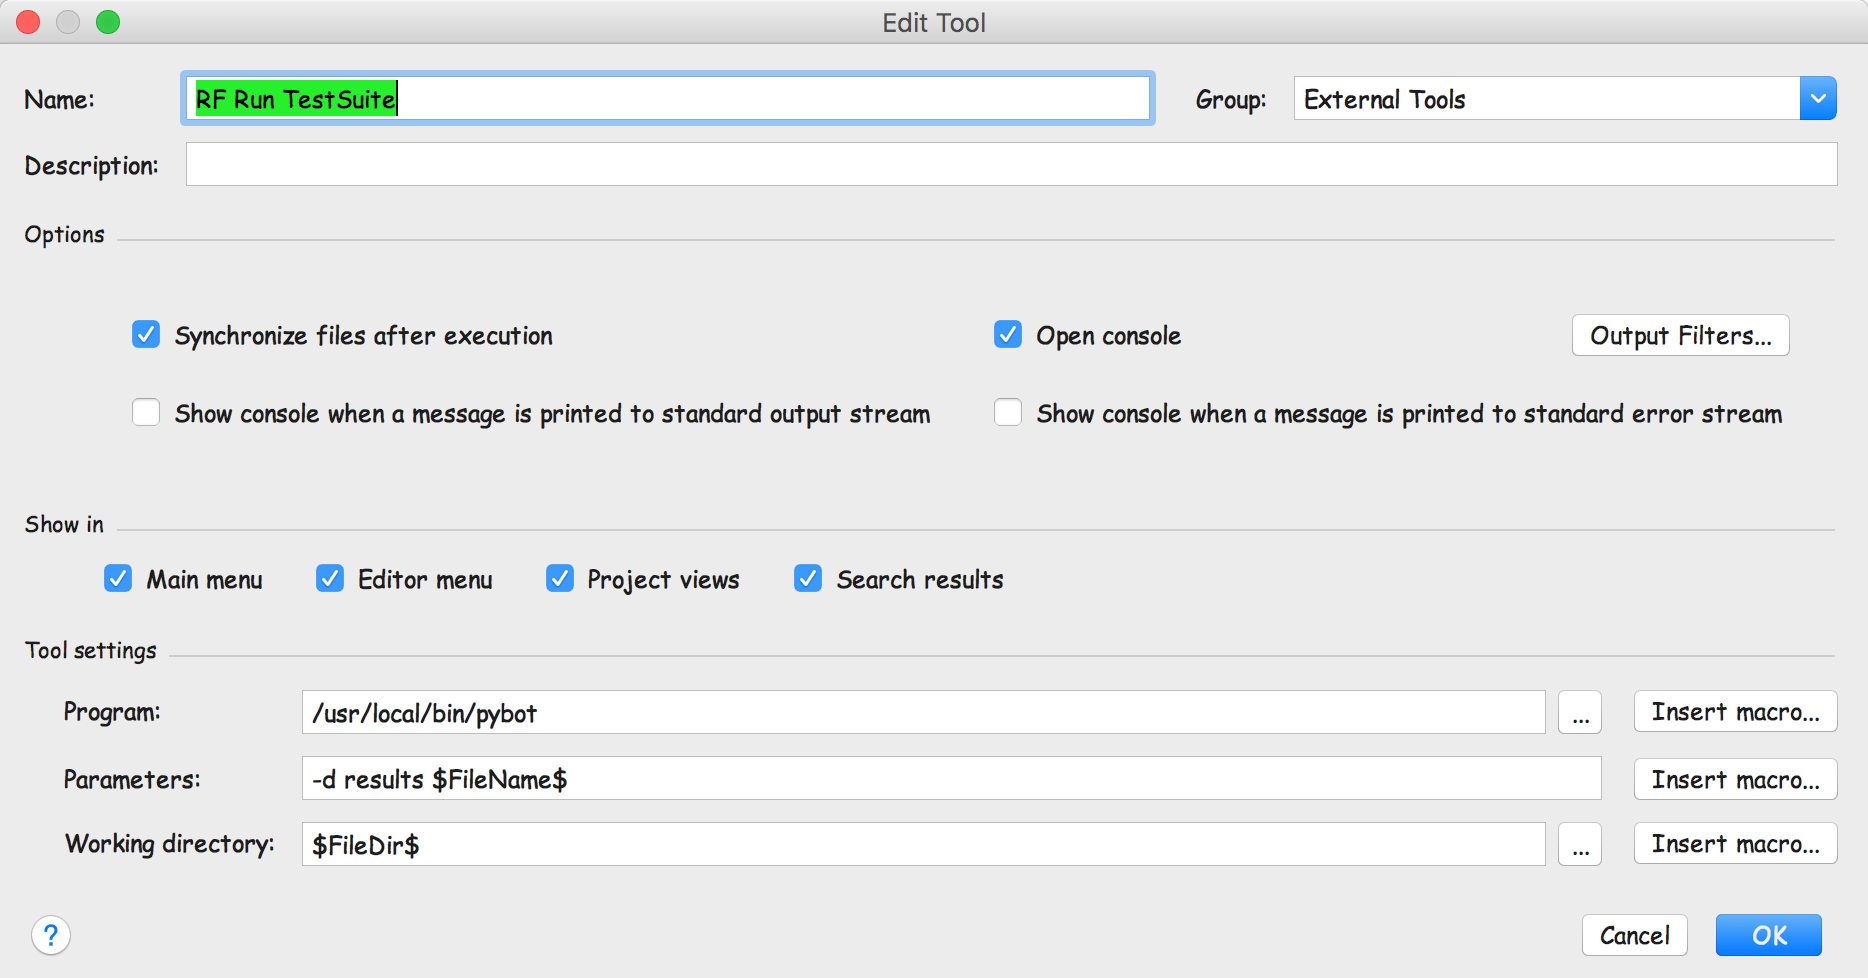 Edit Tool
Name: RF Run TestSuite Group: External Tools
Description:
Options
Synchronize files after execution Open console Output Filters...
Show console when a message is printed to standard output stream Show console when a message is printed to standard error stream
Show in
Main menu Editor menu Project views Search results
Tool settings
Program: /usr/local/bin/pybot ... Insert macro...
Parameters: -d results $FileName$ Insert macro...
Working directory: $FileDir$ ... Insert macro...
? Cancel OK